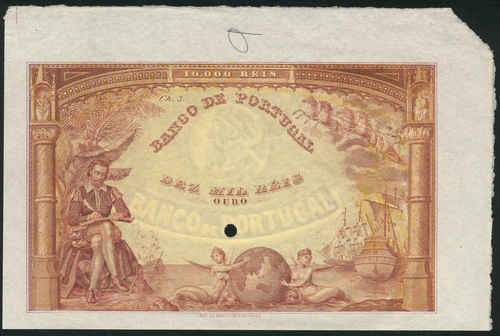 10.000 REIS
Ch. 3.
BANCO DE PORTUGAL
DEZ MIL REIS
OURO
BANCO DE PORTUGAL